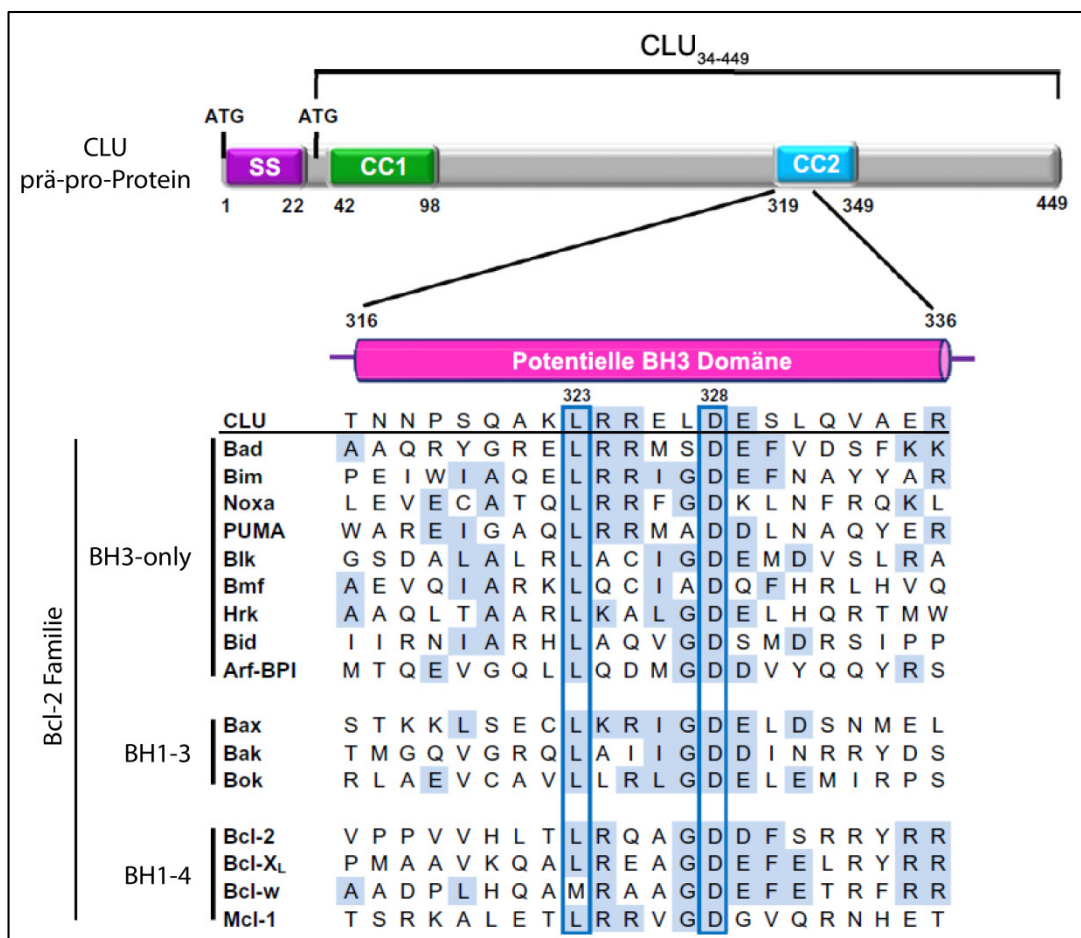 CLU34-449
ATG ATG
CLU
prä-pro-Protein
SS CC1 CC2
1 22 42 98 319 349 449
316 336
Potentielle BH3 Domäne
323 328
CLU T N N P S Q A K L R R E L D E S L Q V A E R
Bad A A Q R Y G R E L R R M S D E F V D S F K K
Bim P E I W I A Q E L R R I G D E F N A Y Y A R
Noxa L E V E C A T Q L R R F G D K L N F R Q K L
PUMA W A R E I G A Q L R R M A D D L N A Q Y E R
BH3-only
Blk G S D A L A L R L A C I G D E M D V S L R A
Bmf A E V Q I A R K L Q C I A D Q F H R L H V Q
Hrk A A Q L T A A R L K A L G D E L H Q R T M W
Bid I I R N I A R H L A Q V G D S M D R S I P P
Arf-BPI M T Q E V G Q L L Q D M G D D V Y Q Q Y R S
Bcl-2 Familie
Bax S T K K L S E C L K R I G D E L D S N M E L
BH1-3
Bak T M G Q V G R Q L A I I G D D I N R R Y D S
Bok R L A E V C A V L L R L G D E L E M I R P S
Bcl-2 V P P V V H L T L R Q A G D D F S R R Y R R
Bcl-XL P M A A V K Q A L R E A G D E F E L R Y R R
BH1-4
Bcl-w A A D P L H Q A M R A A G D E F E T R F R R
Mcl-1 T S R K A L E T L R R V G D G V Q R N H E T